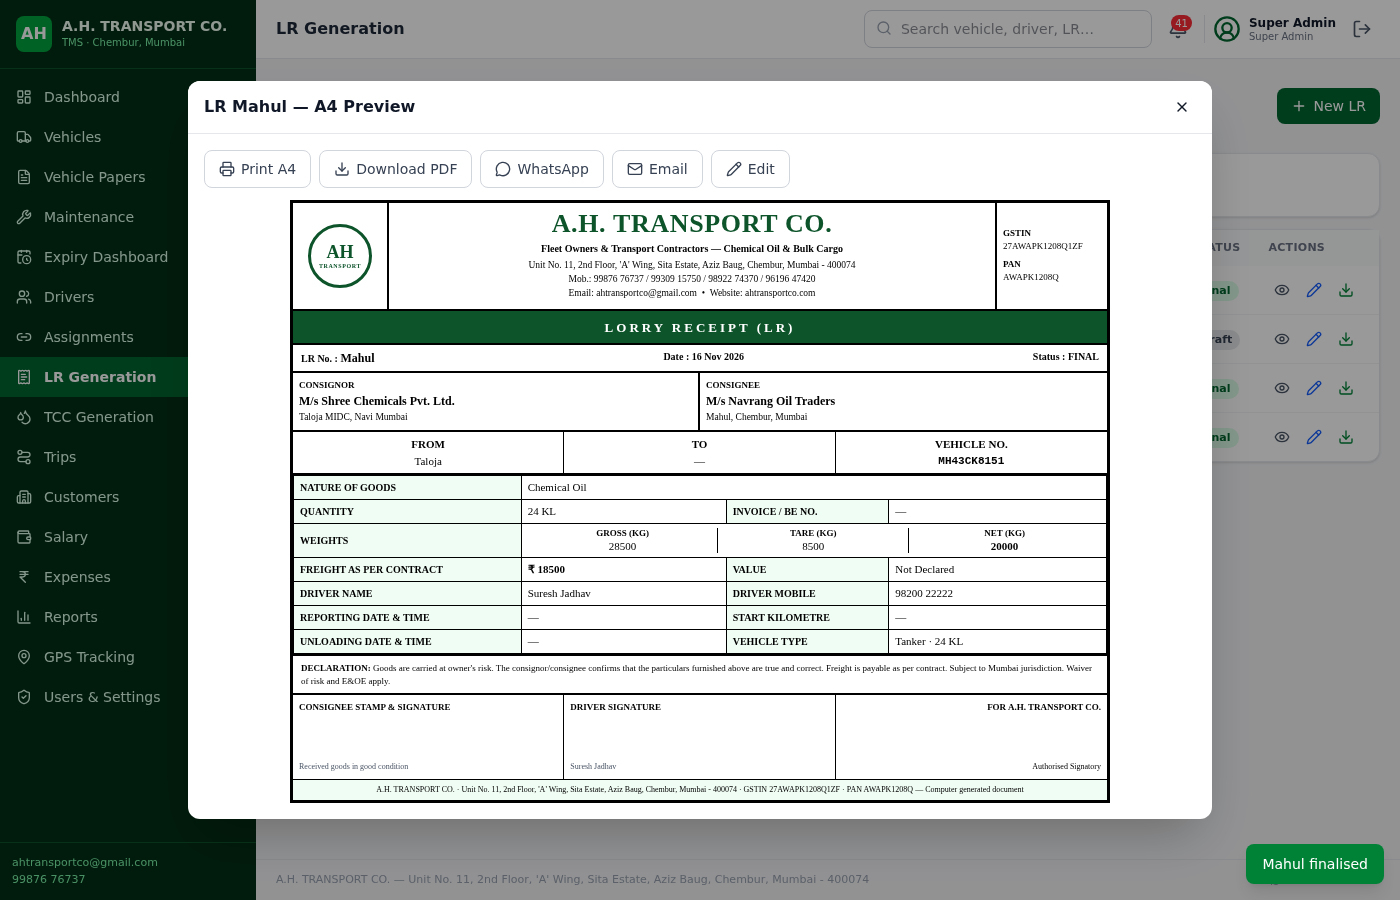 AH
A.H. TRANSPORT CO.
TMS · Chembur, Mumbai
Dashboard
Vehicles
Vehicle Papers
Maintenance
Expiry Dashboard
Drivers
Assignments
LR Generation
TCC Generation
Trips
Customers
Salary
Expenses
Reports
GPS Tracking
Users & Settings
ahtransportco@gmail.com
99876 76737
LR Generation
Search vehicle, driver, LR...
41
Super Admin
Super Admin
New LR
ACTIONS
LR Mahul — A4 Preview
Print A4
Download PDF
WhatsApp
Email
Edit
AH
TRANSPORT
A.H. TRANSPORT CO.
Fleet Owners & Transport Contractors — Chemical Oil & Bulk Cargo
Unit No. 11, 2nd Floor, 'A' Wing, Sita Estate, Aziz Baug, Chembur, Mumbai - 400074
Mob.: 99876 76737 / 99309 15750 / 98922 74370 / 96196 47420
Email: ahtransportco@gmail.com • Website: ahtransportco.com
GSTIN
27AWAPK1208Q1ZF
PAN
AWAPK1208Q
LORRY RECEIPT (LR)
LR No. : Mahul
Date : 16 Nov 2026
Status : FINAL
CONSIGNOR
M/s Shree Chemicals Pvt. Ltd.
Taloja MIDC, Navi Mumbai
CONSIGNEE
M/s Navrang Oil Traders
Mahul, Chembur, Mumbai
FROM
Taloja
TO
—
VEHICLE NO.
MH43CK8151
NATURE OF GOODS
Chemical Oil
QUANTITY
24 KL
INVOICE / BE NO.
—
WEIGHTS
GROSS (KG)
28500
TARE (KG)
8500
NET (KG)
20000
FREIGHT AS PER CONTRACT
₹ 18500
VALUE
Not Declared
DRIVER NAME
Suresh Jadhav
DRIVER MOBILE
98200 22222
REPORTING DATE & TIME
—
START KILOMETRE
—
UNLOADING DATE & TIME
—
VEHICLE TYPE
Tanker · 24 KL
DECLARATION: Goods are carried at owner's risk. The consignor/consignee confirms that the particulars furnished above are true and correct. Freight is payable as per contract. Subject to Mumbai jurisdiction. Waiver
of risk and E&OE apply.
CONSIGNEE STAMP & SIGNATURE
Received goods in good condition
DRIVER SIGNATURE
Suresh Jadhav
FOR A.H. TRANSPORT CO.
Authorised Signatory
A.H. TRANSPORT CO. · Unit No. 11, 2nd Floor, 'A' Wing, Sita Estate, Aziz Baug, Chembur, Mumbai - 400074 · GSTIN 27AWAPK1208Q1ZF · PAN AWAPK1208Q — Computer generated document
A.H. TRANSPORT CO. — Unit No. 11, 2nd Floor, 'A' Wing, Sita Estate, Aziz Baug, Chembur, Mumbai - 400074
Mahul finalised